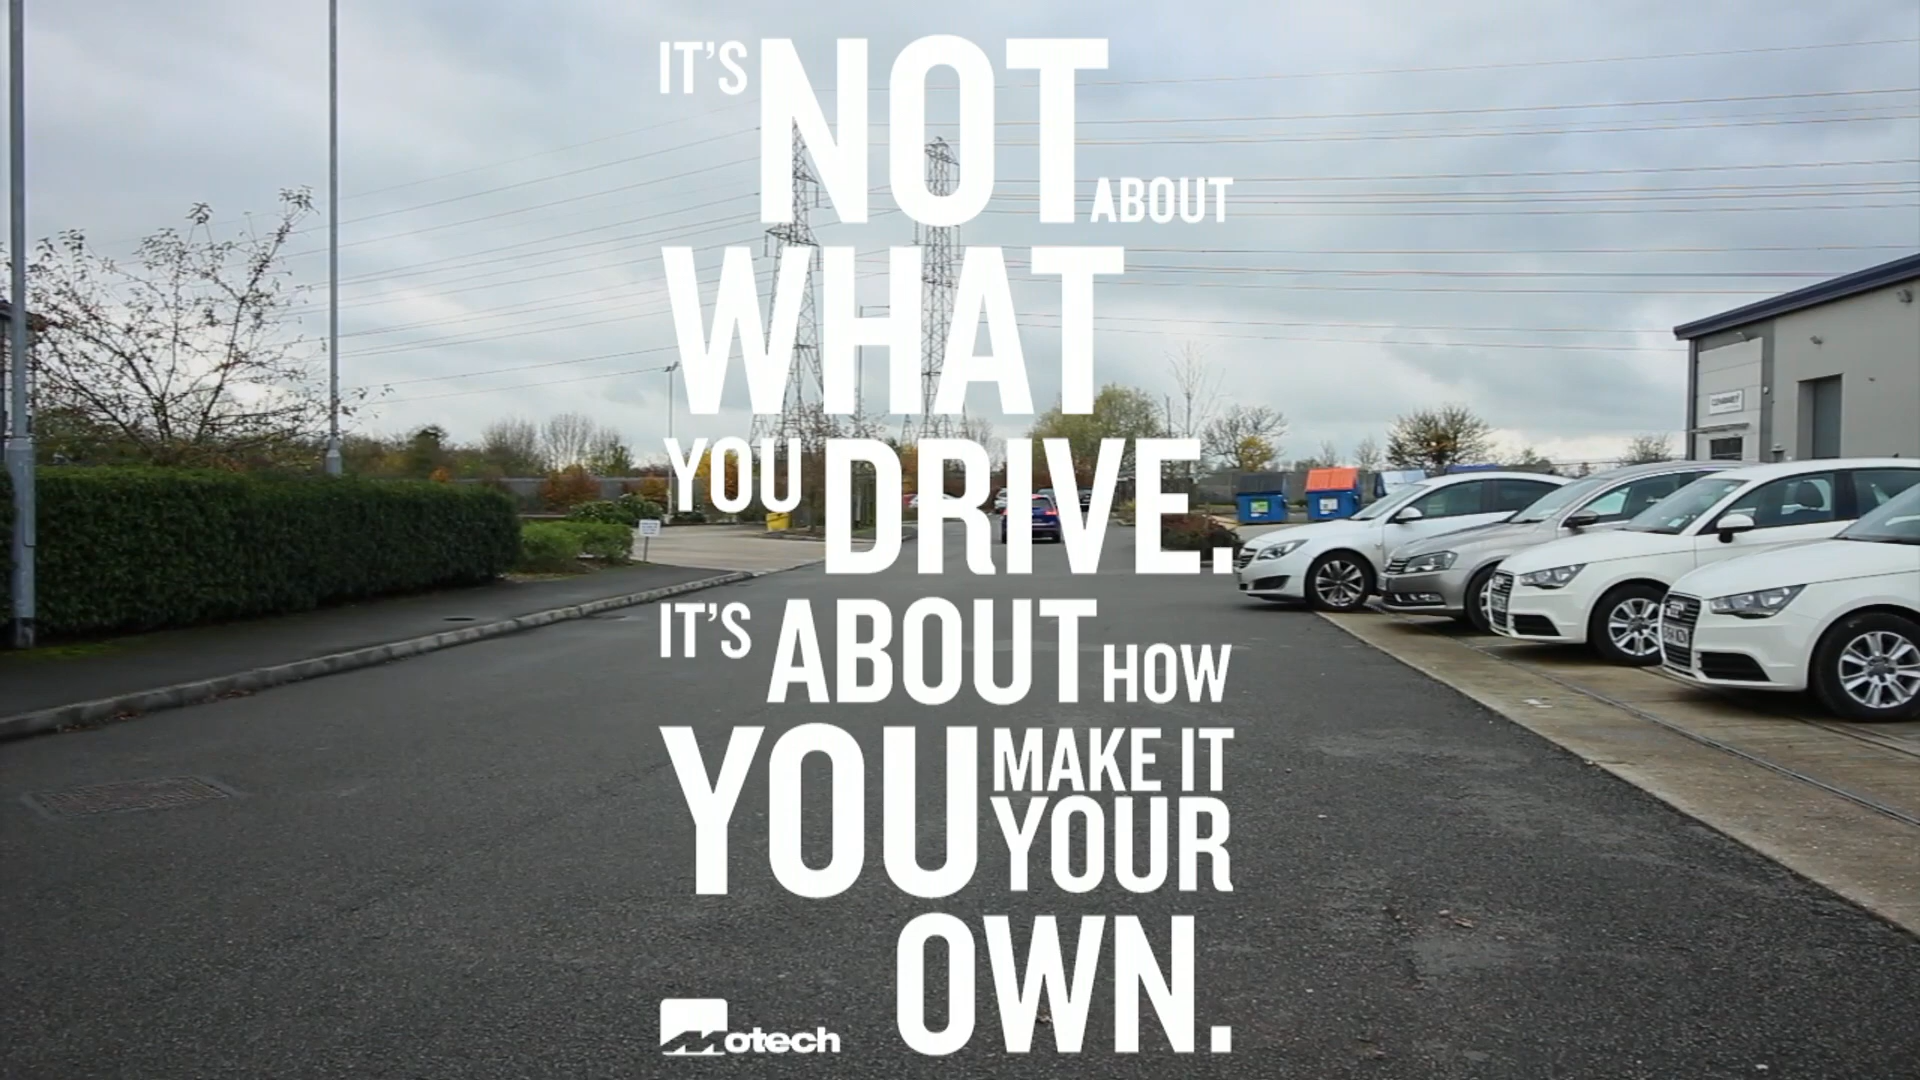 IT'S NOT ABOUT
WHAT
YOU DRIVE.
IT'S ABOUT HOW
YOU MAKE IT
YOUR
OWN.
Motech